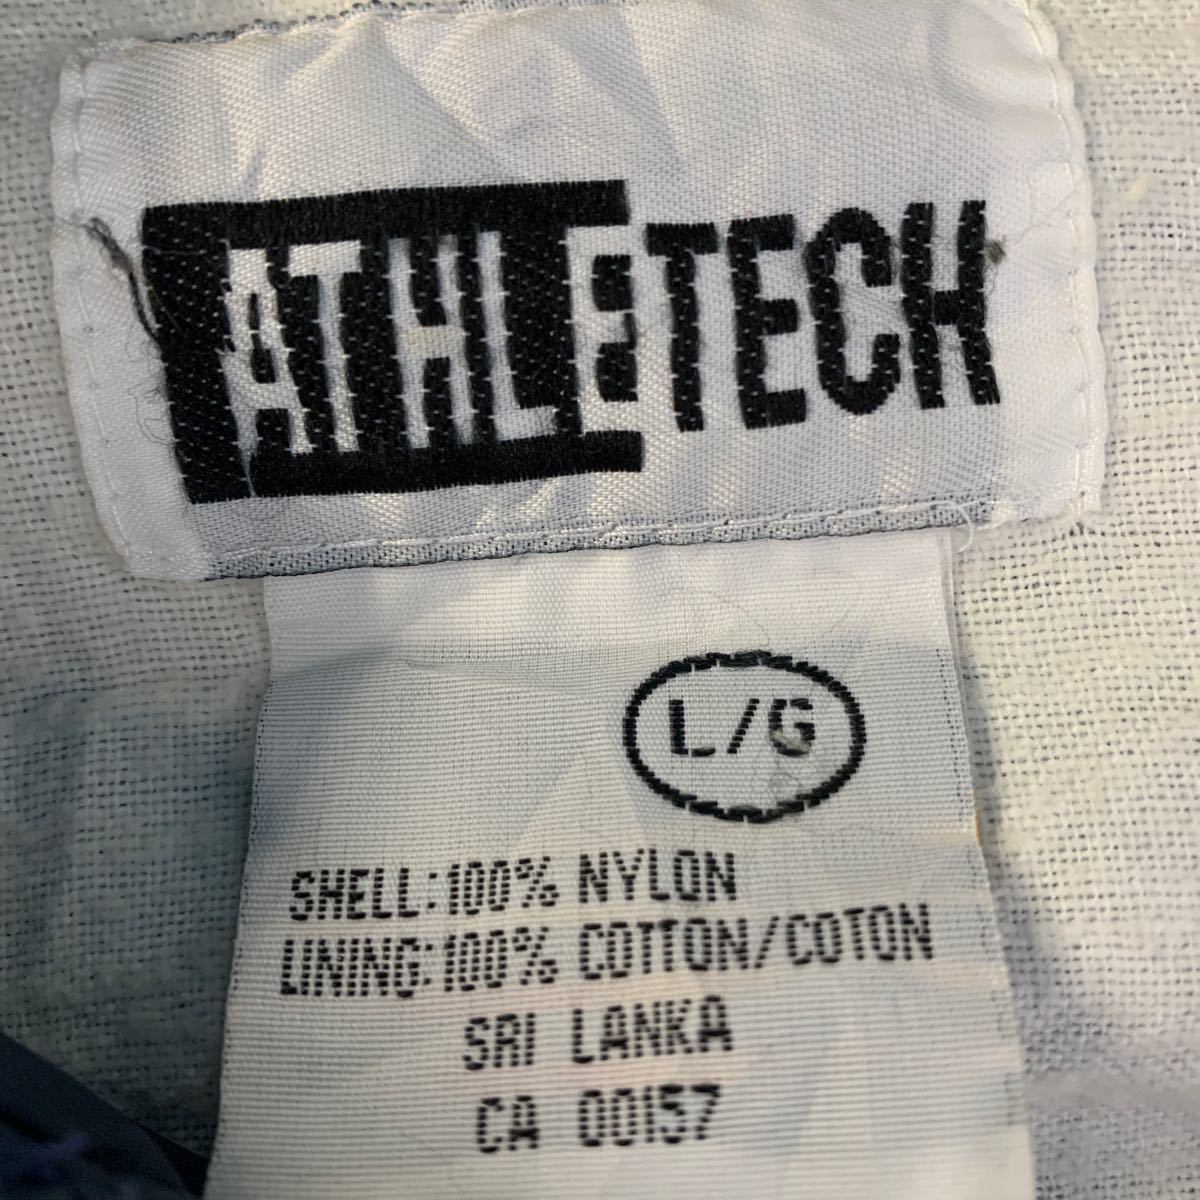 ATHLETECH
L/G
SHELL:100% NYLON
LINING:100% COTTON/COTON
SRI LANKA
CA 00157